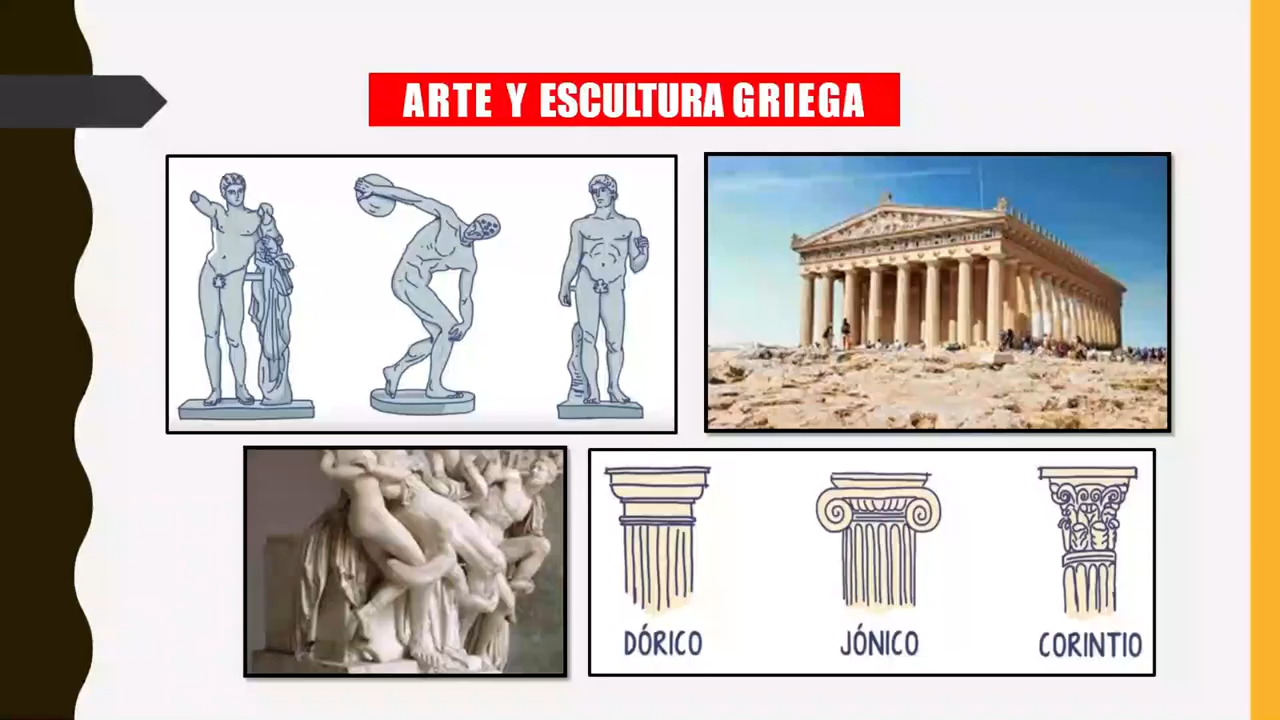 ARTE Y ESCULTURA GRIEGA
DÓRICO
JÓNICO
CORINTIO